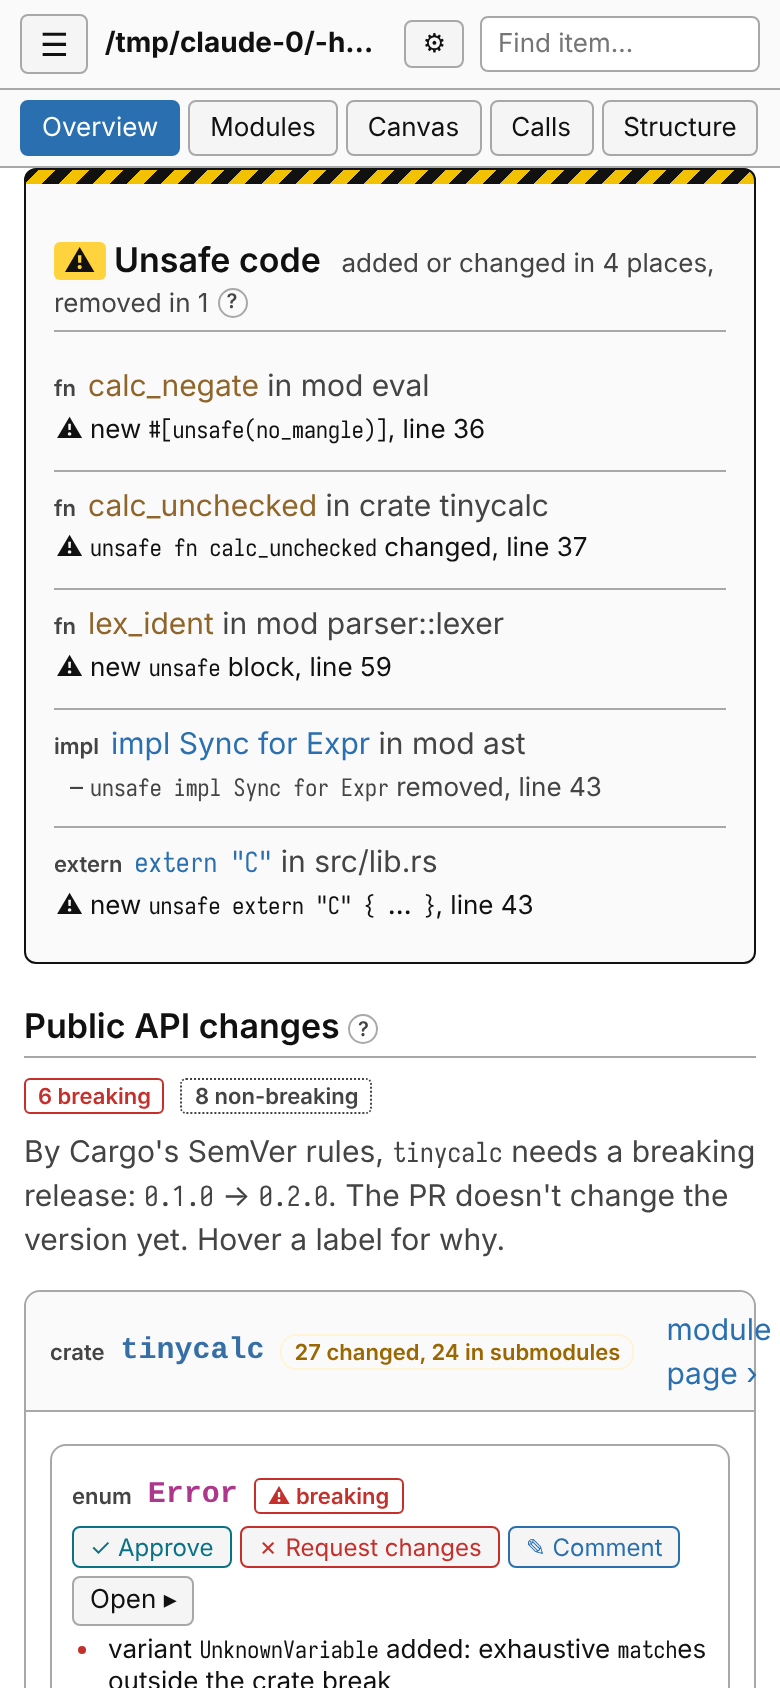 ☰ /tmp/claude-0/-h... ⚙ Find item...
Overview Modules Canvas Calls Structure
⚠ Unsafe code added or changed in 4 places,
removed in 1 ?
fn calc_negate in mod eval
⚠ new #[unsafe(no_mangle)], line 36
fn calc_unchecked in crate tinycalc
⚠ unsafe fn calc_unchecked changed, line 37
fn lex_ident in mod parser::lexer
⚠ new unsafe block, line 59
impl impl Sync for Expr in mod ast
– unsafe impl Sync for Expr removed, line 43
extern extern "C" in src/lib.rs
⚠ new unsafe extern "C" { … }, line 43
Public API changes ?
6 breaking 8 non-breaking
By Cargo's SemVer rules, tinycalc needs a breaking
release: 0.1.0 → 0.2.0. The PR doesn't change the
version yet. Hover a label for why.
crate tinycalc 27 changed, 24 in submodules module
page ›
enum Error ⚠ breaking
✓ Approve × Request changes ✎ Comment
Open ▸
• variant UnknownVariable added: exhaustive matches
outside the crate break